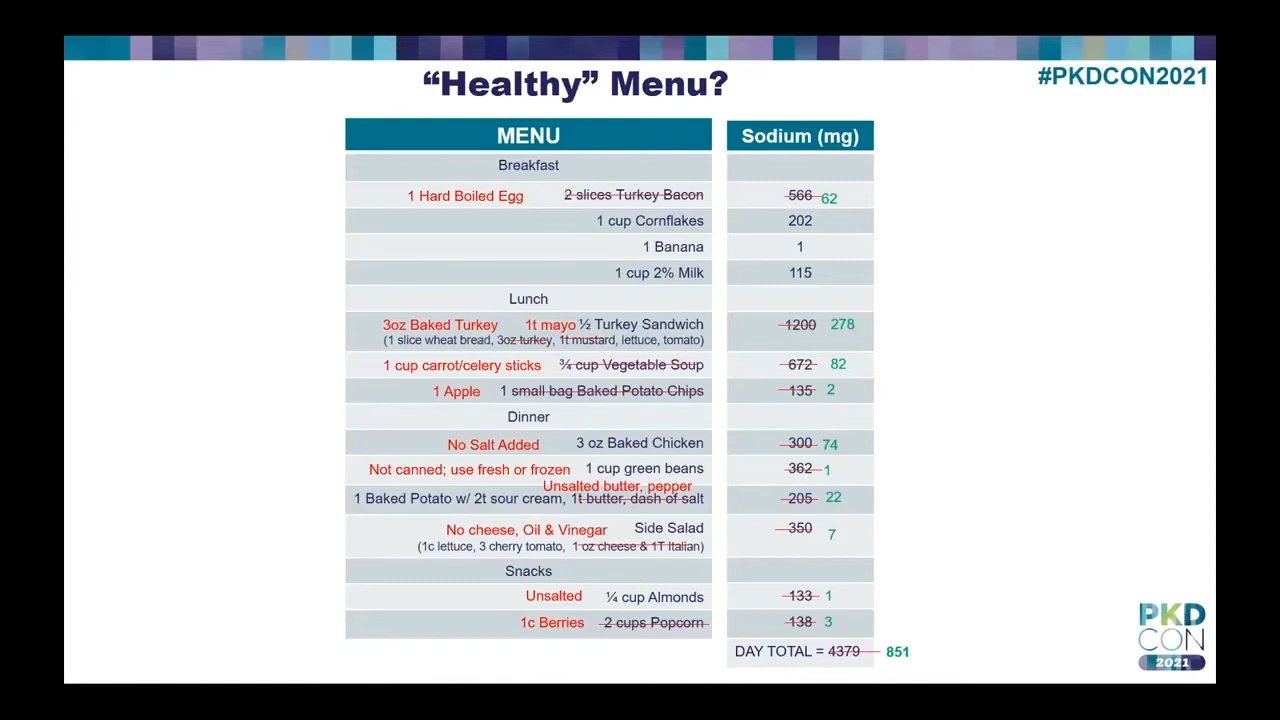 "Healthy" Menu?
#PKDCON2021
MENU Sodium (mg)
Breakfast
1 Hard Boiled Egg 2 slices Turkey Bacon 566 62
1 cup Cornflakes 202
1 Banana 1
1 cup 2% Milk 115
Lunch
3oz Baked Turkey 1t mayo ½ Turkey Sandwich 1200 278
(1 slice wheat bread, 3oz turkey, 1t mustard, lettuce, tomato)
1 cup carrot/celery sticks ¾ cup Vegetable Soup 672 82
1 Apple 1 small bag Baked Potato Chips 135 2
Dinner
No Salt Added 3 oz Baked Chicken 300 74
Not canned; use fresh or frozen 1 cup green beans 362 1
Unsalted butter, pepper
1 Baked Potato w/ 2t sour cream, 1t butter, dash of salt 205 22
No cheese, Oil & Vinegar Side Salad 350 7
(1c lettuce, 3 cherry tomato, 1 oz cheese & 1T Italian)
Snacks
Unsalted ¼ cup Almonds 133 1
1c Berries 2 cups Popcorn 138 3
DAY TOTAL = 4379 851
PKD
CON
2021